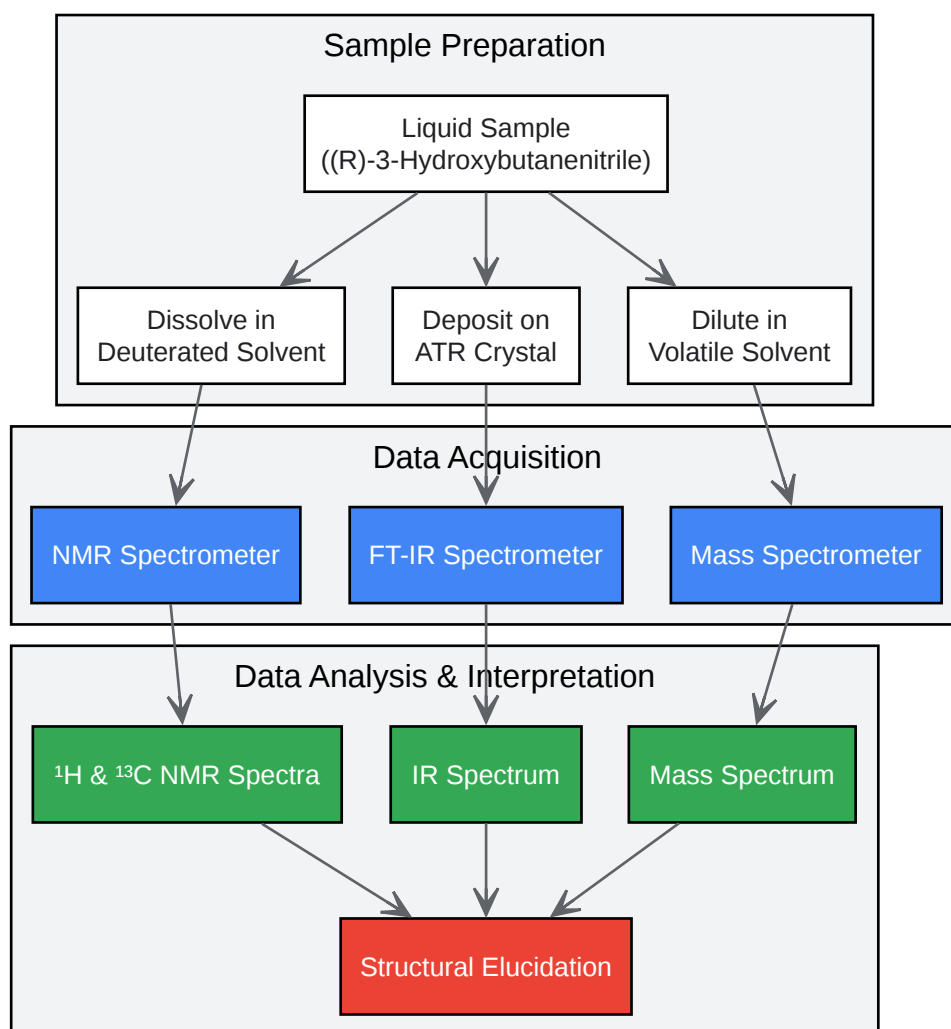 Sample Preparation
Liquid Sample
((R)-3-Hydroxybutanenitrile)
Dissolve in
Deuterated Solvent
Deposit on
ATR Crystal
Dilute in
Volatile Solvent
Data Acquisition
NMR Spectrometer
FT-IR Spectrometer
Mass Spectrometer
Data Analysis & Interpretation
¹H & ¹³C NMR Spectra
IR Spectrum
Mass Spectrum
Structural Elucidation